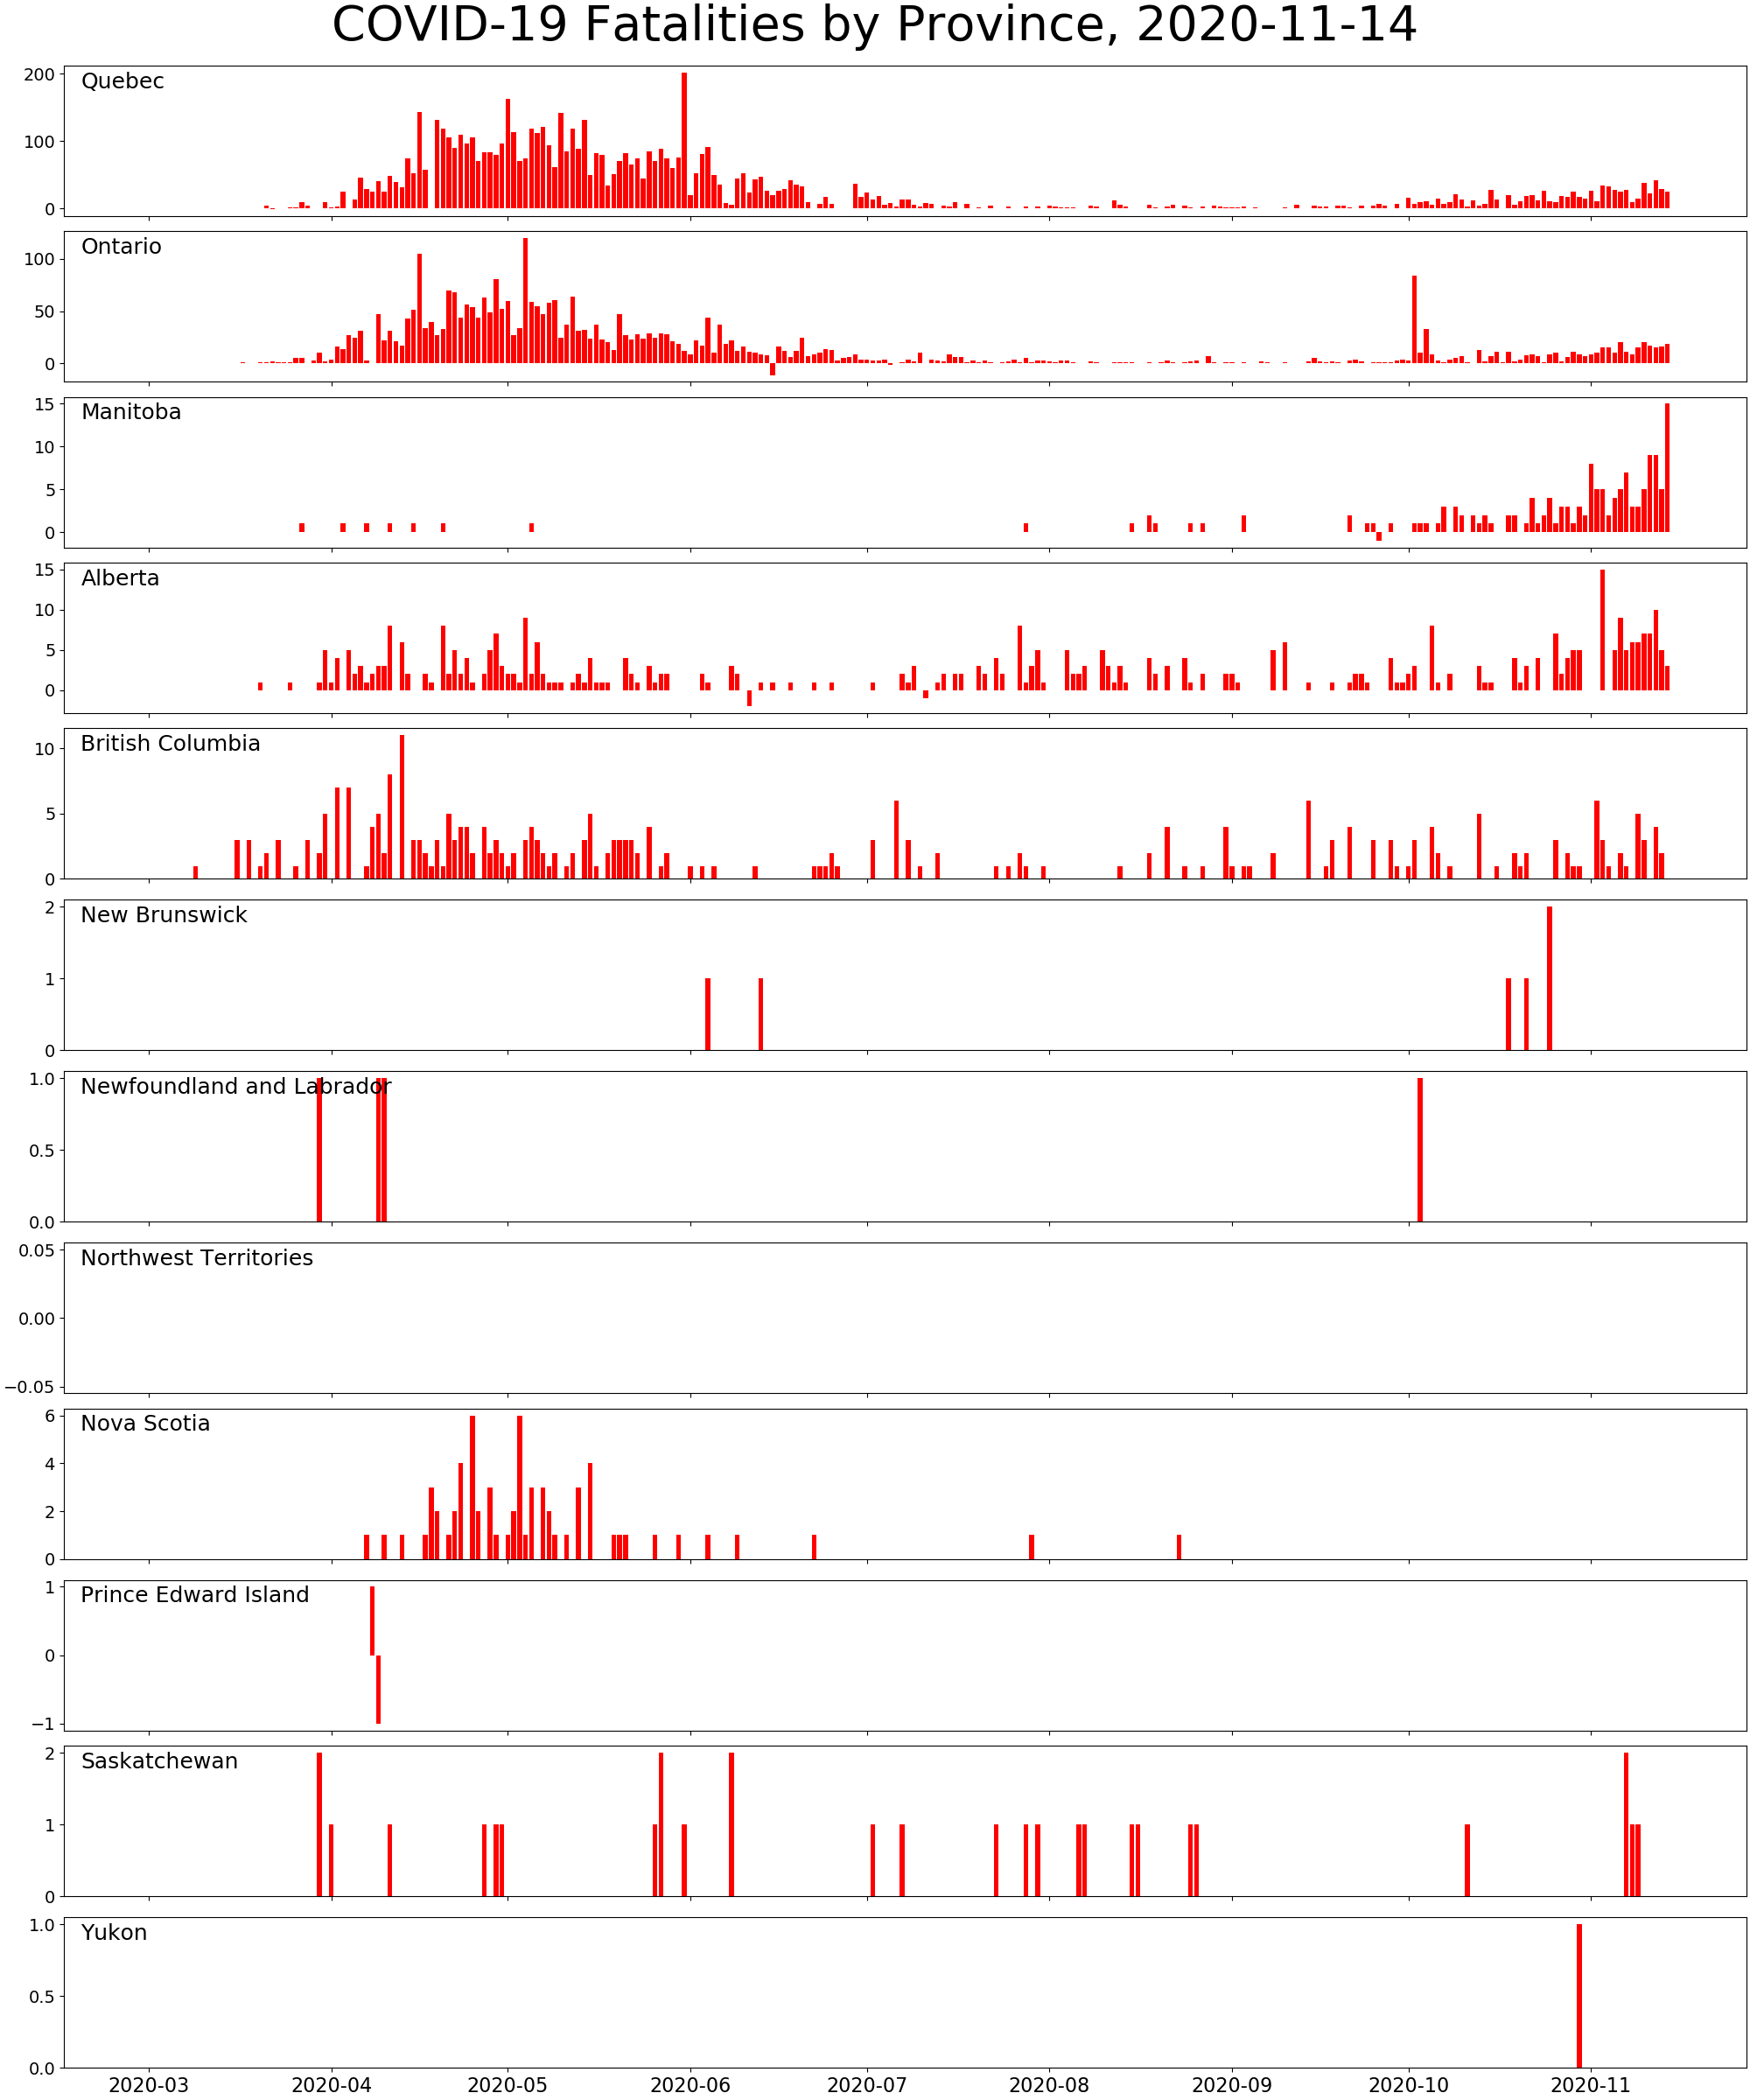 COVID-19 Fatalities by Province, 2020-11-14
Quebec
200
100
0
Ontario
100
50
0
Manitoba
15
10
5
0
Alberta
15
10
5
0
British Columbia
10
5
0
New Brunswick
2
1
0
Newfoundland and Labrador
1.0
0.5
0.0
Northwest Territories
0.05
0.00
−0.05
Nova Scotia
6
4
2
0
Prince Edward Island
1
0
−1
Saskatchewan
2
1
0
Yukon
1.0
0.5
0.0
2020-03 2020-04 2020-05 2020-06 2020-07 2020-08 2020-09 2020-10 2020-11